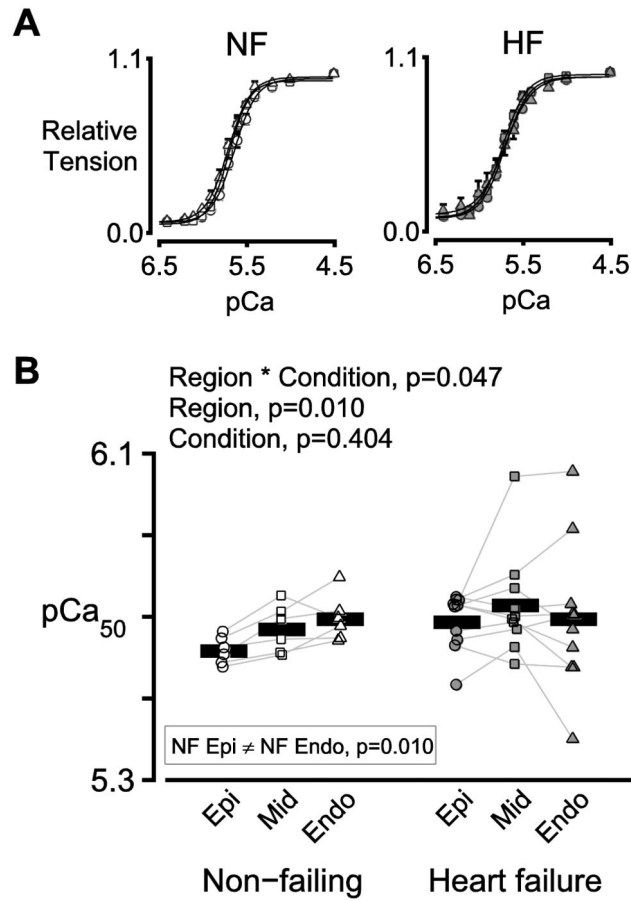 A
NF
HF
1.1
1.1
Relative
Tension
0.0
0.0
6.5
5.5
4.5
6.5
5.5
4.5
pCa
pCa
B
Region * Condition, p=0.047
Region, p=0.010
Condition, p=0.404
6.1
pCa50
NF Epi ≠ NF Endo, p=0.010
5.3
Epi
Mid
Endo
Epi
Mid
Endo
Non−failing
Heart failure